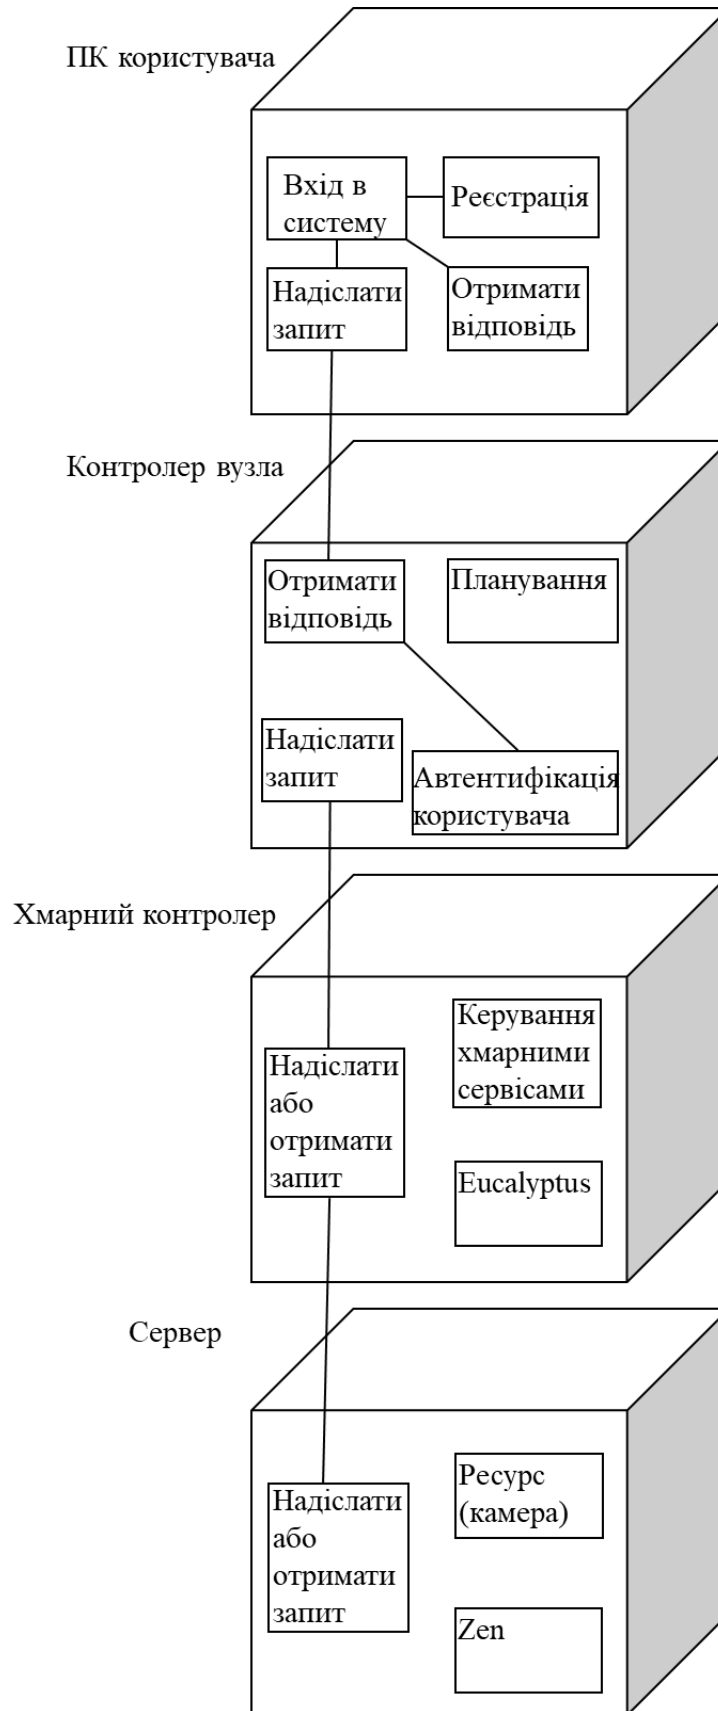 ПК користувача
Вхід в
систему
Реєстрація
Надіслати
запит
Отримати
відповідь
Контролер вузла
Отримати
відповідь
Планування
Надіслати
запит
Автентифікація
користувача
Хмарний контролер
Керування
хмарними
сервісами
Надіслати
або
отримати
запит
Eucalyptus
Сервер
Ресурс
(камера)
Надіслати
або
отримати
запит
Zen